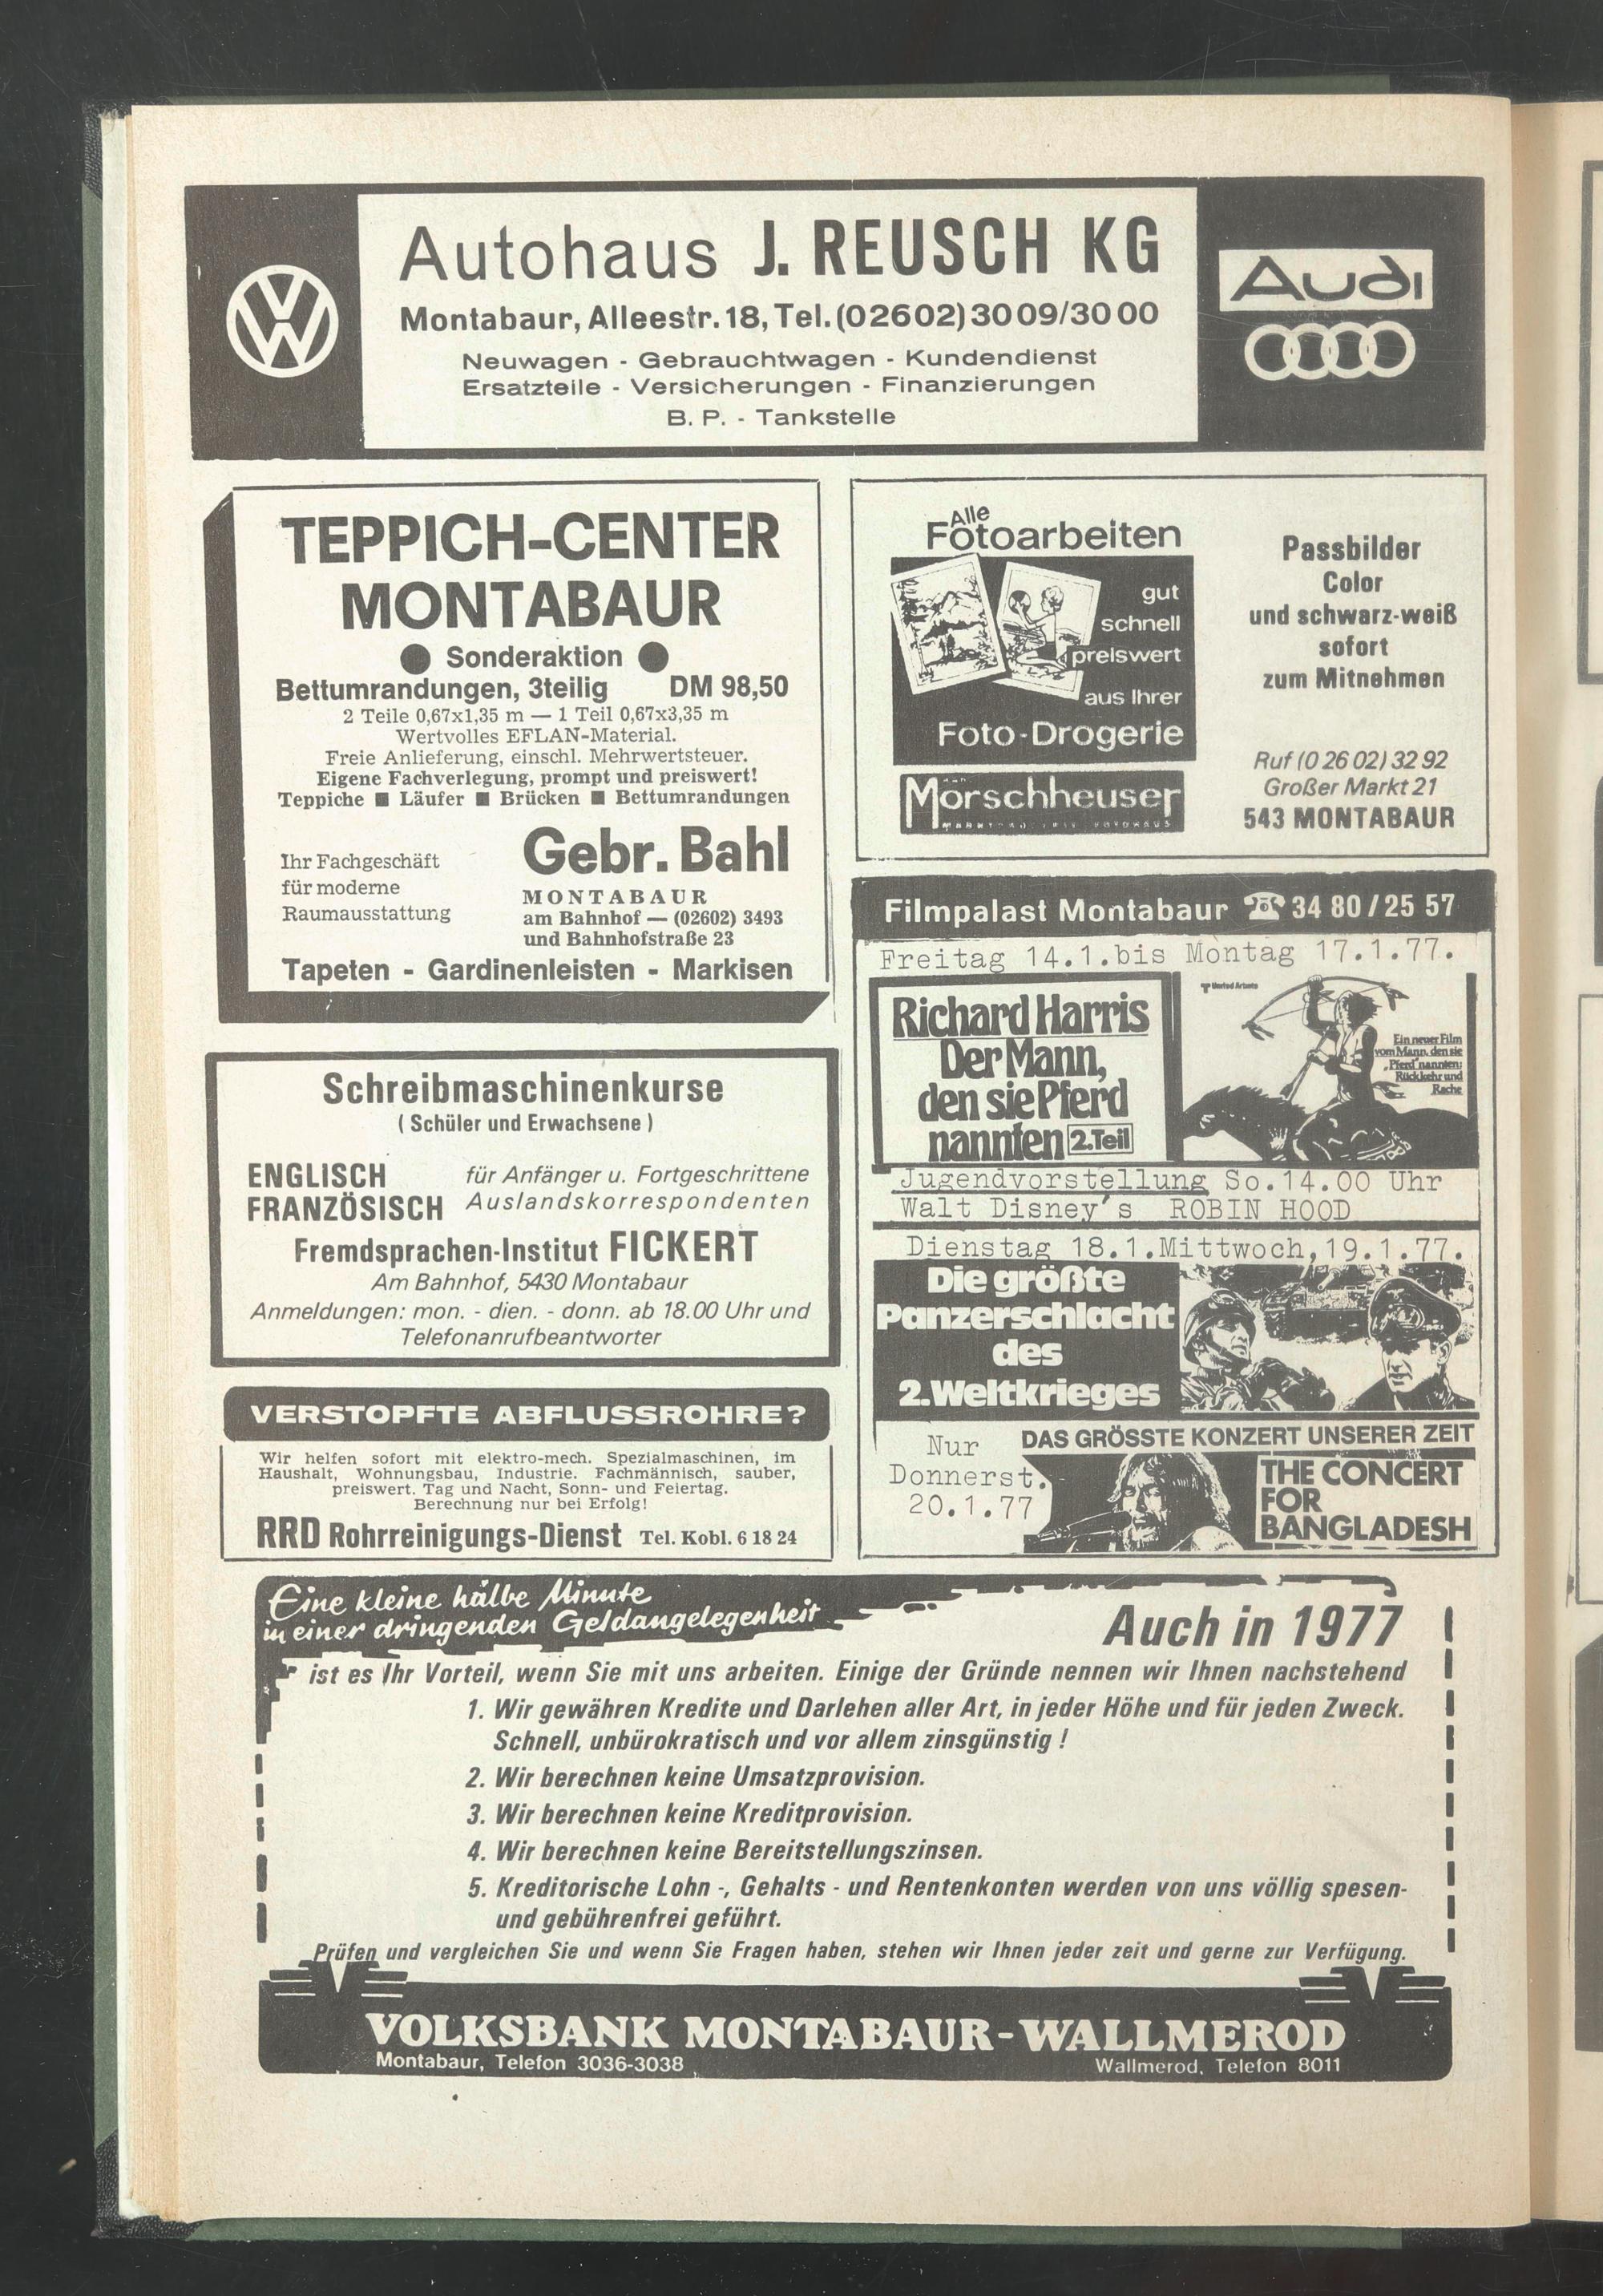 Autohaus J. REUSCH KG
Montabaur, Alleestr. 18, Tel. (02602) 3009/3000
Neuwagen - Gebrauchtwagen - Kundendienst
Ersatzteile - Versicherungen - Finanzierungen
B. P. - Tankstelle
VW
Audi
TEPPICH-CENTER
MONTABAUR
● Sonderaktion ●
Bettumrandungen, 3teilig DM 98,50
2 Teile 0,67x1,35 m — 1 Teil 0,67x3,35 m
Wertvolles EFLAN-Material.
Freie Anlieferung, einschl. Mehrwertsteuer.
Eigene Fachverlegung, prompt und preiswert!
Teppiche ■ Läufer ■ Brücken ■ Bettumrandungen
Ihr Fachgeschäft
für moderne
Raumausstattung
Gebr. Bahl
MONTABAUR
am Bahnhof — (02602) 3493
und Bahnhofstraße 23
Tapeten - Gardinenleisten - Markisen
Schreibmaschinenkurse
( Schüler und Erwachsene )
ENGLISCH für Anfänger u. Fortgeschrittene
FRANZÖSISCH Auslandskorrespondenten
Fremdsprachen-Institut FICKERT
Am Bahnhof, 5430 Montabaur
Anmeldungen: mon. - dien. - donn. ab 18.00 Uhr und
Telefonanrufbeantworter
VERSTOPFTE ABFLUSSROHRE?
Wir helfen sofort mit elektro-mech. Spezialmaschinen, im
Haushalt, Wohnungsbau, Industrie. Fachmännisch, sauber,
preiswert. Tag und Nacht, Sonn- und Feiertag.
Berechnung nur bei Erfolg!
RRD Rohrreinigungs-Dienst Tel. Kobl. 6 18 24
Alle
Fotoarbeiten
gut
schnell
preiswert
aus Ihrer
Foto-Drogerie
Mörschheuser
Passbilder
Color
und schwarz-weiß
sofort
zum Mitnehmen
Ruf (0 26 02) 32 92
Großer Markt 21
543 MONTABAUR
Filmpalast Montabaur ☎ 34 80 / 25 57
Freitag 14.1.bis Montag 17.1.77.
Richard Harris
Der Mann,
den sie Pferd
nannten 2.Teil
United Artists
Ein neuer Film
vom Mann, den sie
„Pferd" nannten:
Rückkehr und
Rache
Jugendvorstellung So.14.00 Uhr
Walt Disney's ROBIN HOOD
Dienstag 18.1.Mittwoch,19.1.77.
Die größte
Panzerschlacht
des
2.Weltkrieges
Nur
Donnerst.
20.1.77
DAS GRÖSSTE KONZERT UNSERER ZEIT
THE CONCERT
FOR
BANGLADESH
Eine kleine halbe Minute
in einer dringenden Geldangelegenheit
Auch in 1977
ist es Ihr Vorteil, wenn Sie mit uns arbeiten. Einige der Gründe nennen wir Ihnen nachstehend
1. Wir gewähren Kredite und Darlehen aller Art, in jeder Höhe und für jeden Zweck.
Schnell, unbürokratisch und vor allem zinsgünstig !
2. Wir berechnen keine Umsatzprovision.
3. Wir berechnen keine Kreditprovision.
4. Wir berechnen keine Bereitstellungszinsen.
5. Kreditorische Lohn -, Gehalts - und Rentenkonten werden von uns völlig spesen-
und gebührenfrei geführt.
Prüfen und vergleichen Sie und wenn Sie Fragen haben, stehen wir Ihnen jeder zeit und gerne zur Verfügung.
VOLKSBANK MONTABAUR-WALLMEROD
Montabaur, Telefon 3036-3038
Wallmerod, Telefon 8011